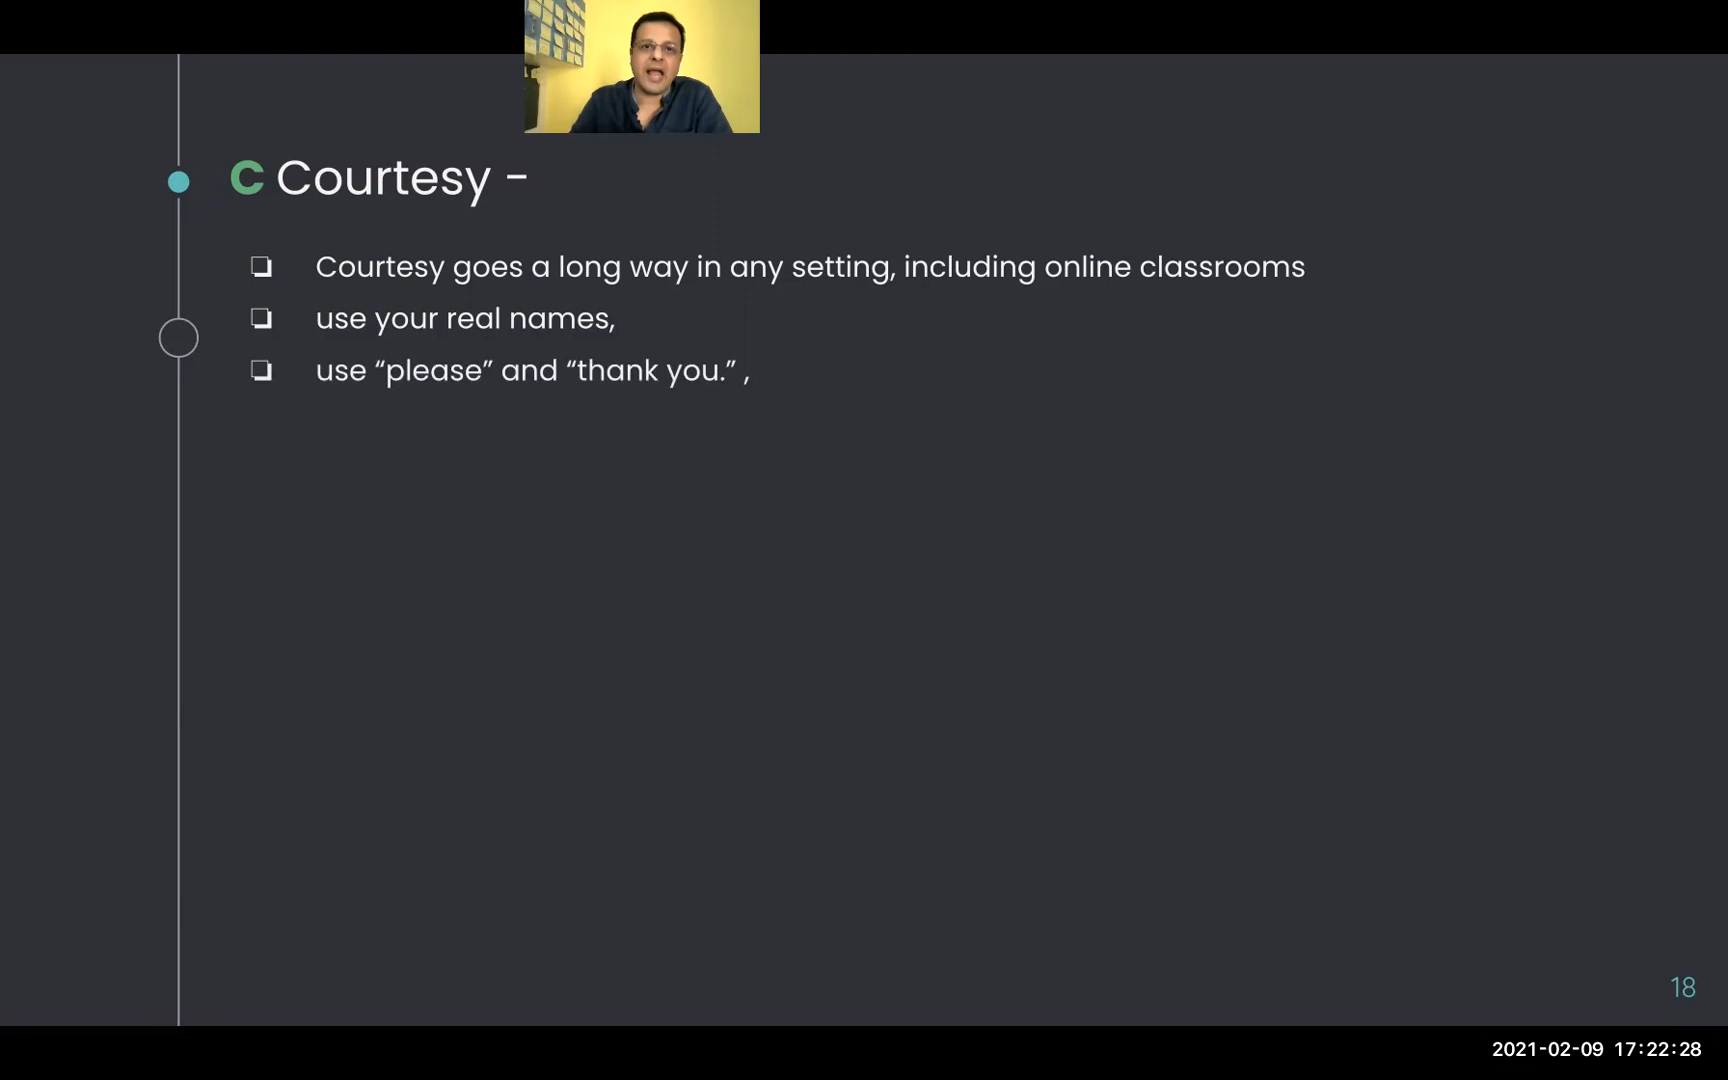 C Courtesy -
❏ Courtesy goes a long way in any setting, including online classrooms
❏ use your real names,
❏ use “please” and “thank you.” ,
18
2021-02-09 17:22:28